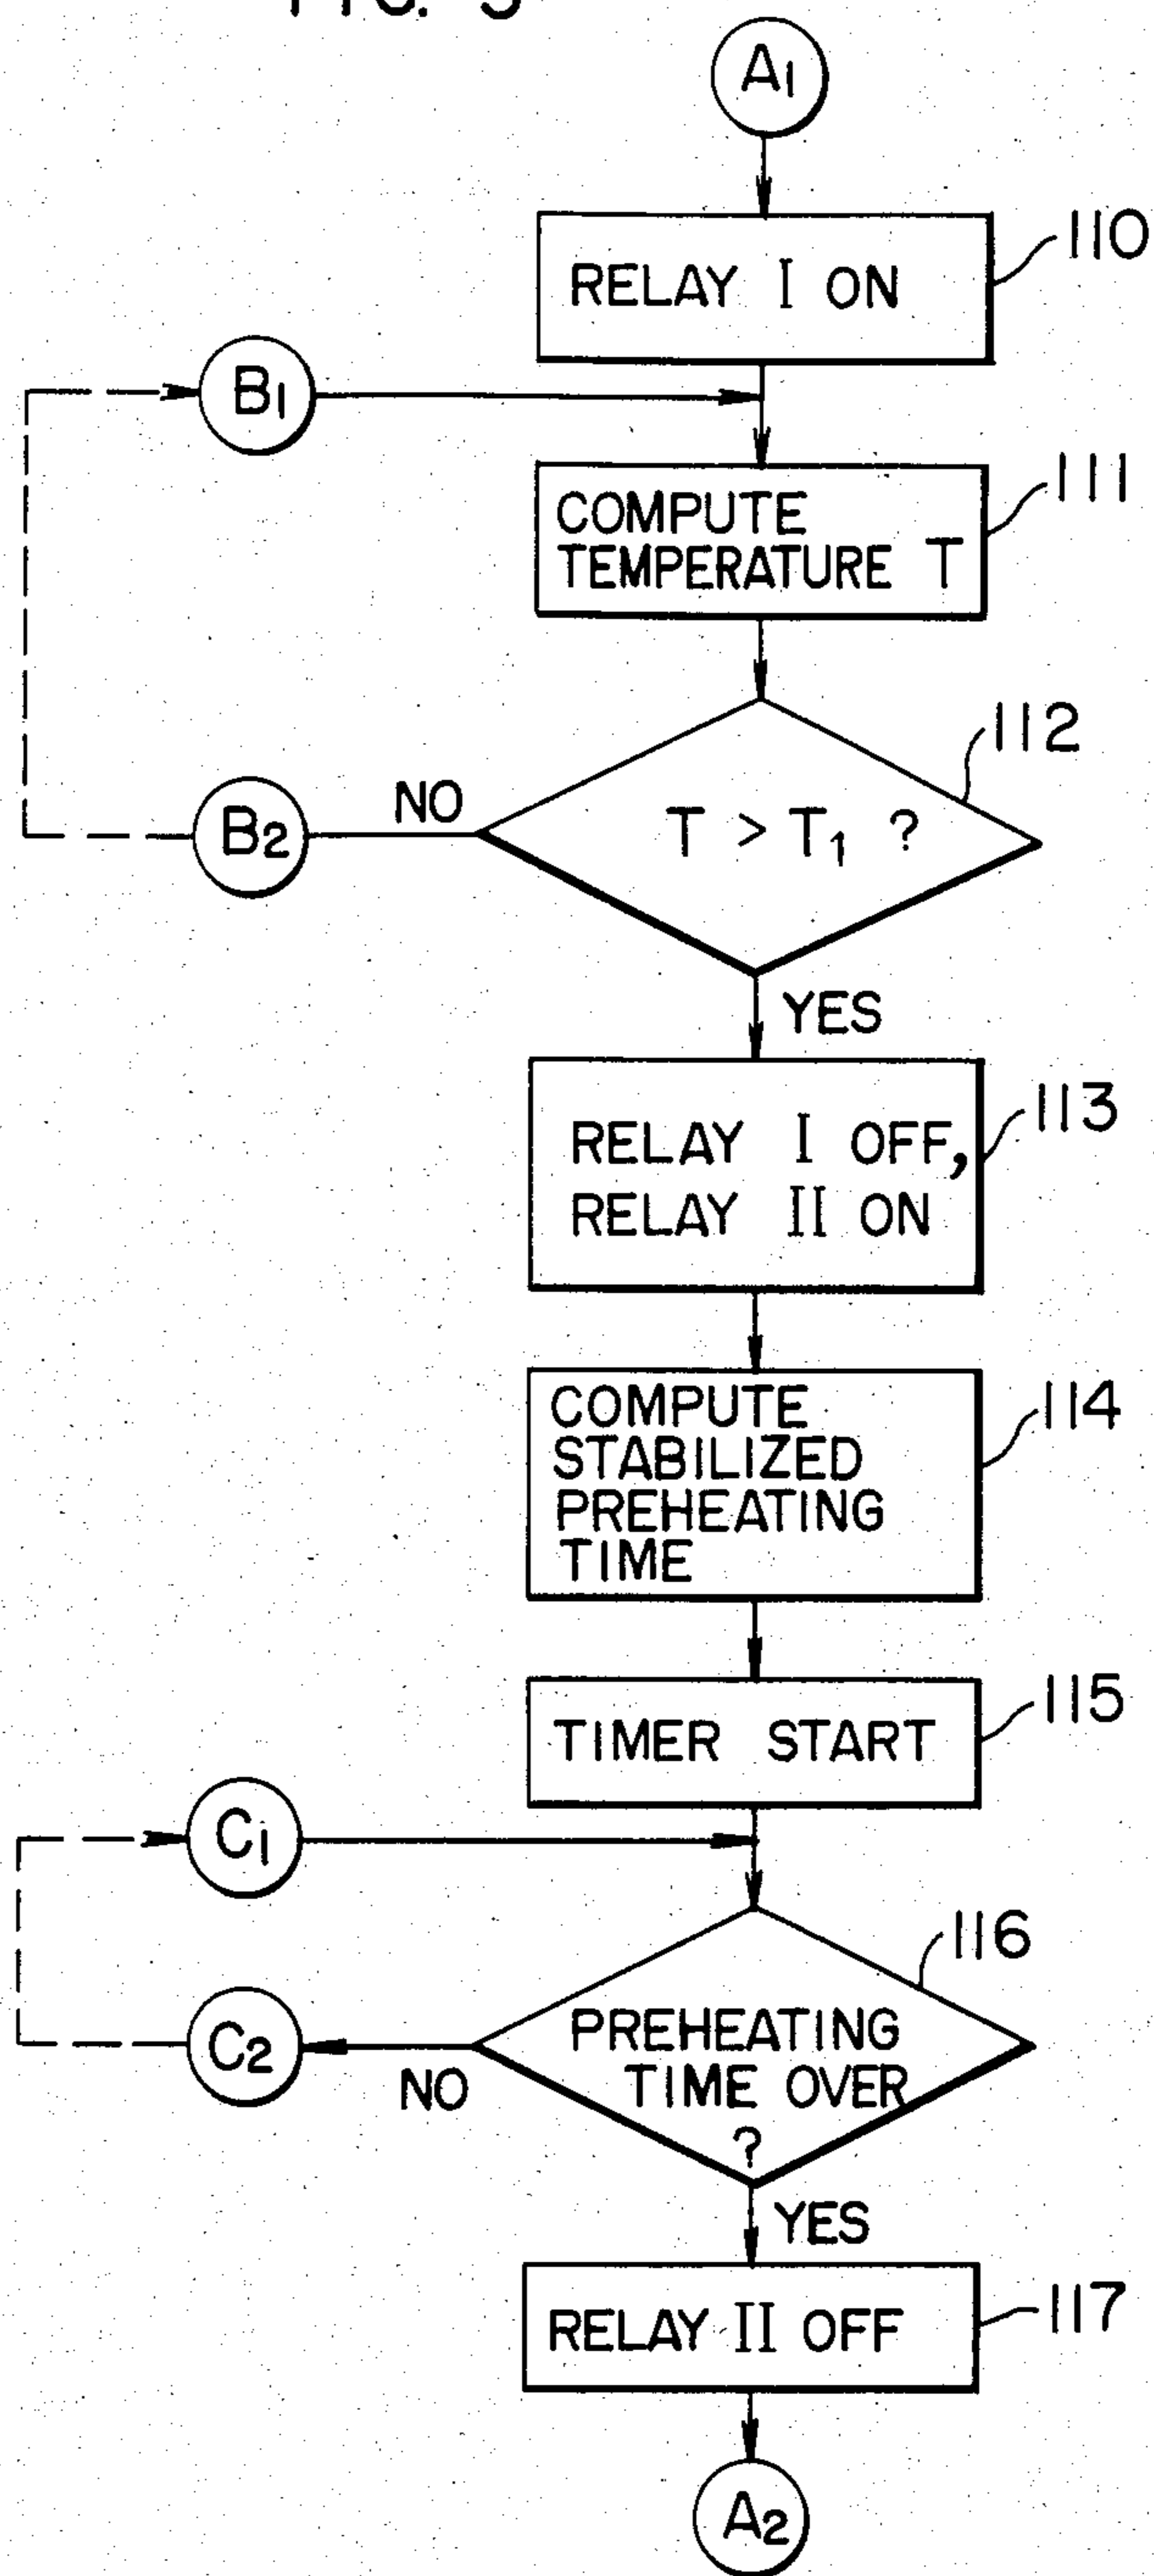 A1
RELAY I ON
110
B1
COMPUTE
TEMPERATURE T
111
112
NO
B2
T > T1 ?
YES
RELAY I OFF,
RELAY II ON
113
COMPUTE
STABILIZED
PREHEATING
TIME
114
TIMER START
115
C1
116
PREHEATING
TIME OVER
?
C2
NO
YES
RELAY II OFF
117
A2